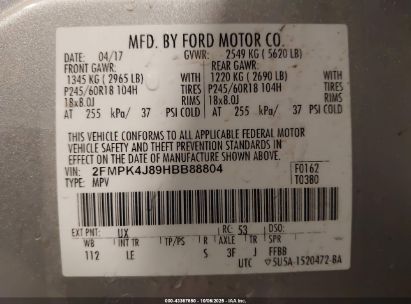 MFD. BY FORD MOTOR CO.
04/17 GVWR: 2549 KG ( 5620 LB)
FRONT GAWR: REAR GAWR:
1345 KG ( 2965 LB) WITH 1220 KG ( 2690 LB) WITH
P245/60R18 104H TIRES P245/60R18 104H TIRES
18x8.0J RIMS 18x8.0J RIMS
AT 255 kPa/ 37 PSI COLD AT 255 kPa/ 37 PSI COLD
THIS VEHICLE CONFORMS TO ALL APPLICABLE FEDERAL MOTOR
VEHICLE SAFETY AND THEFT PREVENTION STANDARDS
IN EFFECT ON THE DATE OF MANUFACTURE SHOWN ABOVE.
VIN: 2FMPK4J89HBB88804 F0162
TYPE: MPV T0380
EXT PNT: UX RC: 53 DSO:
WB INT TR TP/PS R AXLE TR SPR
112 LE S 3F J FFBB
UTC 5U5A-1520472-BA